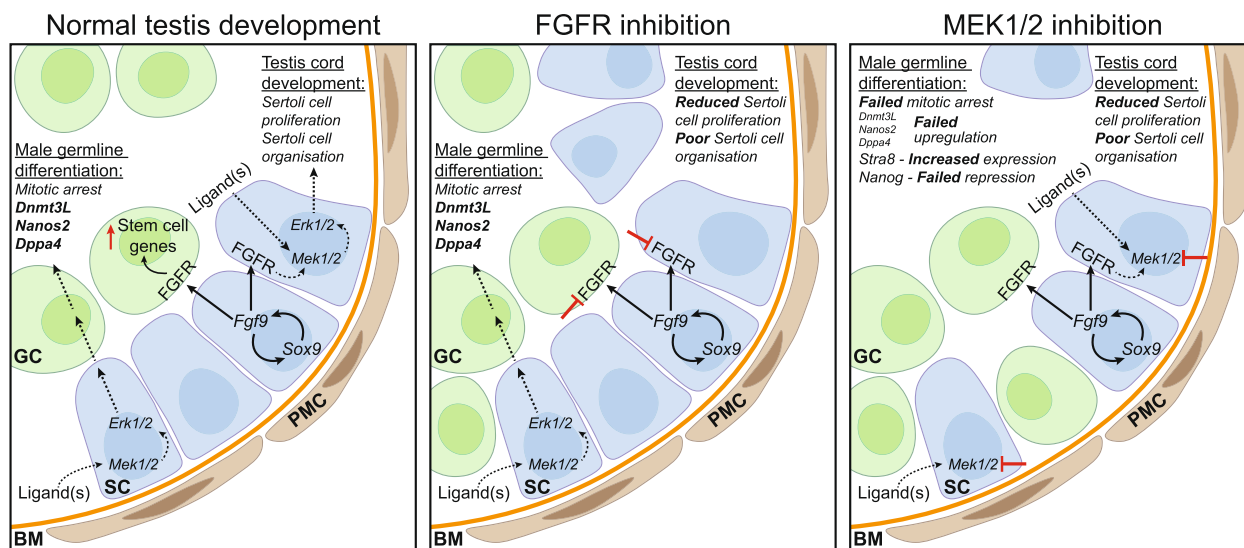 Normal testis development
Testis cord
development:
Sertoli cell
proliferation
Sertoli cell
organisation
Male germline
differentiation:
Mitotic arrest
Dnmt3L
Nanos2
Dppa4
Stem cell
genes
FGFR
Ligand(s)
Erk1/2
Mek1/2
FGFR
Fgf9
Sox9
GC
Erk1/2
Mek1/2
Ligand(s)
SC
PMC
BM
FGFR inhibition
Testis cord
development:
Reduced Sertoli
cell proliferation
Poor Sertoli cell
organisation
Male germline
differentiation:
Mitotic arrest
Dnmt3L
Nanos2
Dppa4
FGFR
FGFR
Fgf9
Sox9
GC
Erk1/2
Mek1/2
Ligand(s)
SC
PMC
BM
MEK1/2 inhibition
Male germline
differentiation:
Failed mitotic arrest
Dnmt3L
Nanos2
Dppa4
Failed
upregulation
Stra8 - Increased expression
Nanog - Failed repression
Testis cord
development:
Reduced Sertoli
cell proliferation
Poor Sertoli cell
organisation
Ligand(s)
FGFR
FGFR
Mek1/2
Fgf9
Sox9
GC
Mek1/2
Ligand(s)
SC
PMC
BM